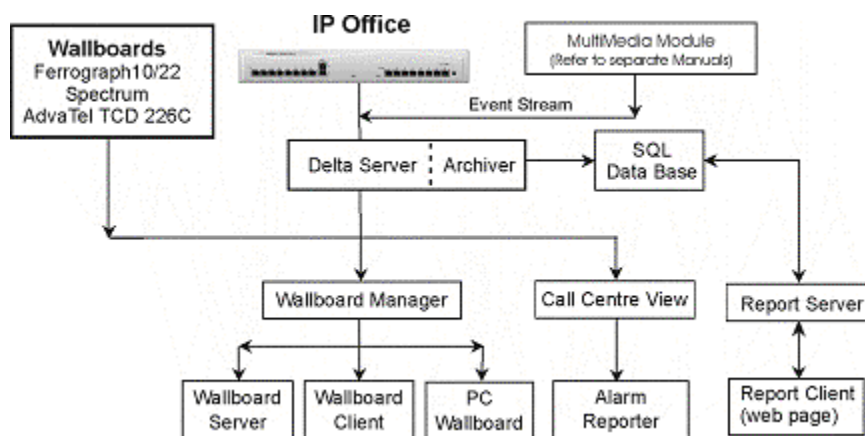 IP Office
Wallboards
Ferrograph10/22
Spectrum
AdvaTel TCD 226C
MultiMedia Module
(Refer to separate Manuals)
Event Stream
Delta Server
Archiver
SQL
Data Base
Wallboard Manager
Call Centre View
Report Server
Wallboard
Server
Wallboard
Client
PC
Wallboard
Alarm
Reporter
Report Client
(web page)